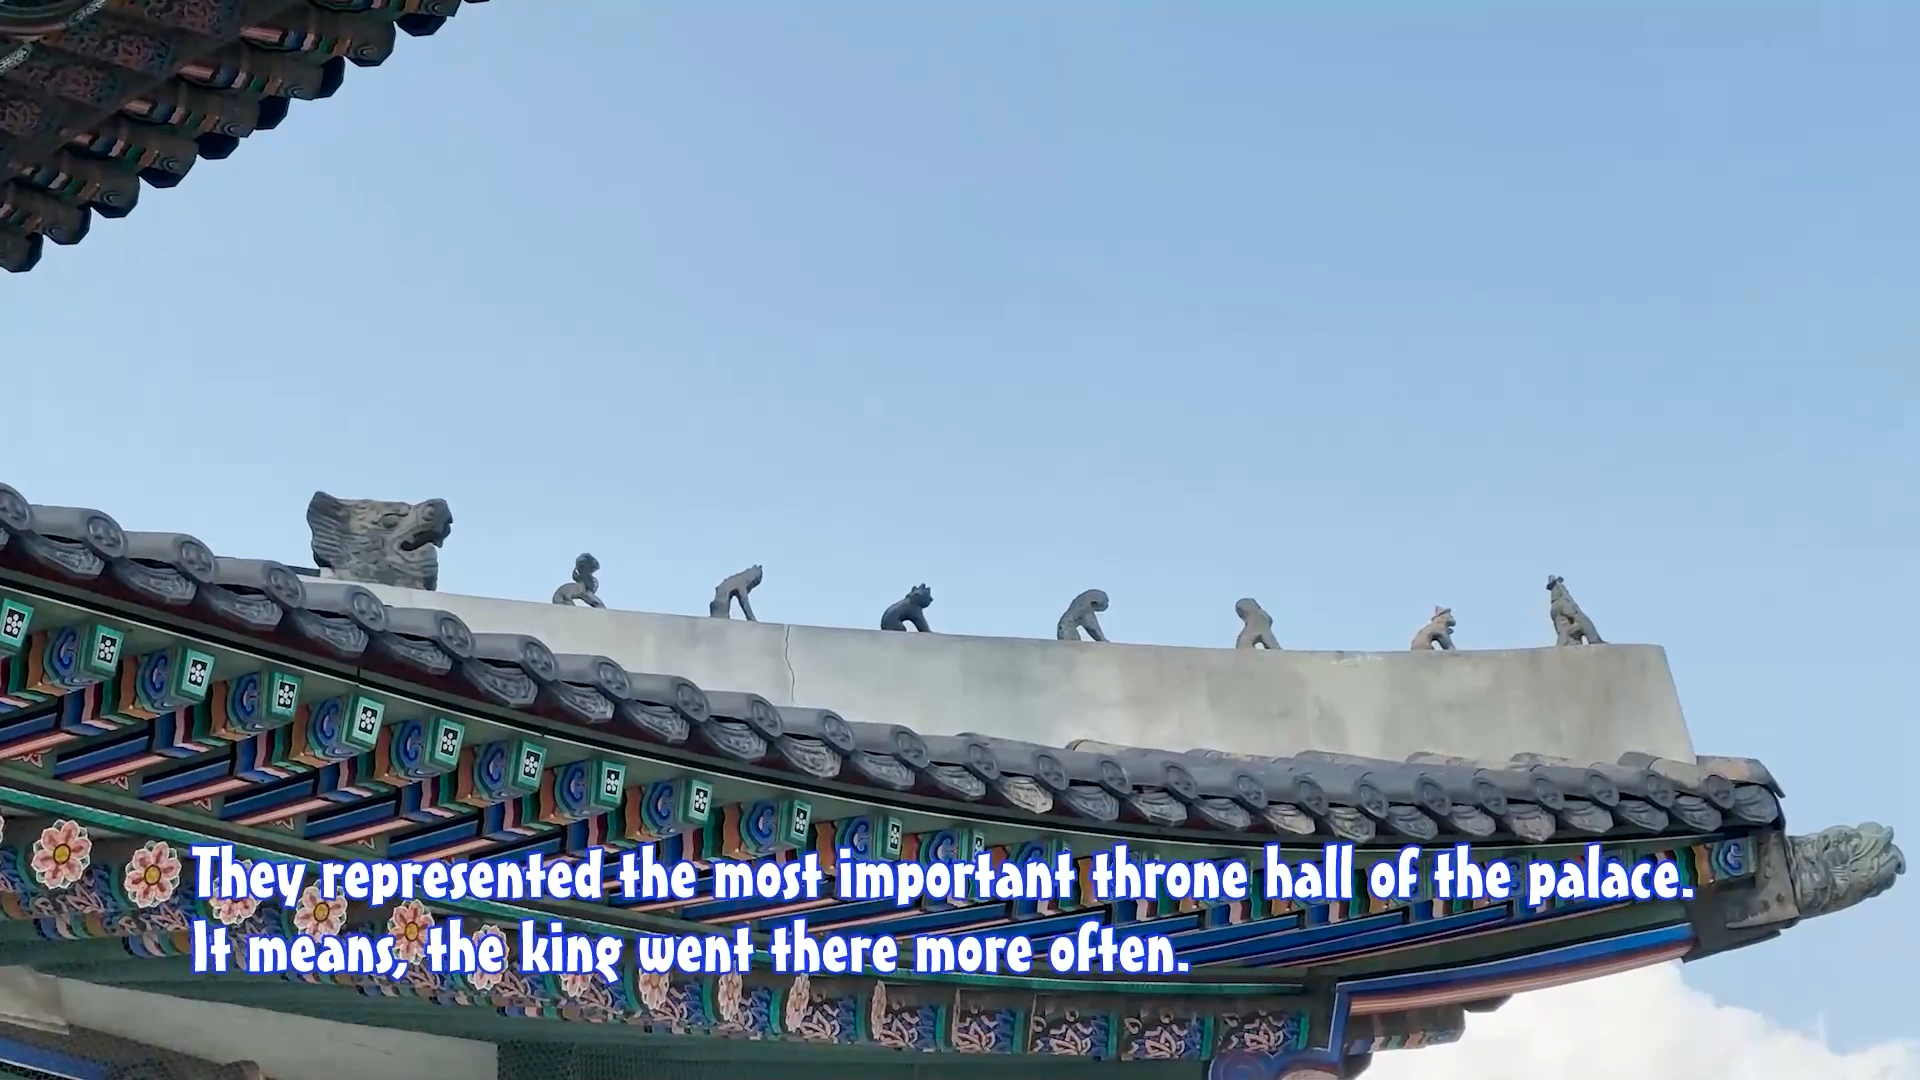 They represented the most important throne hall of the palace.
It means, the king went there more often.